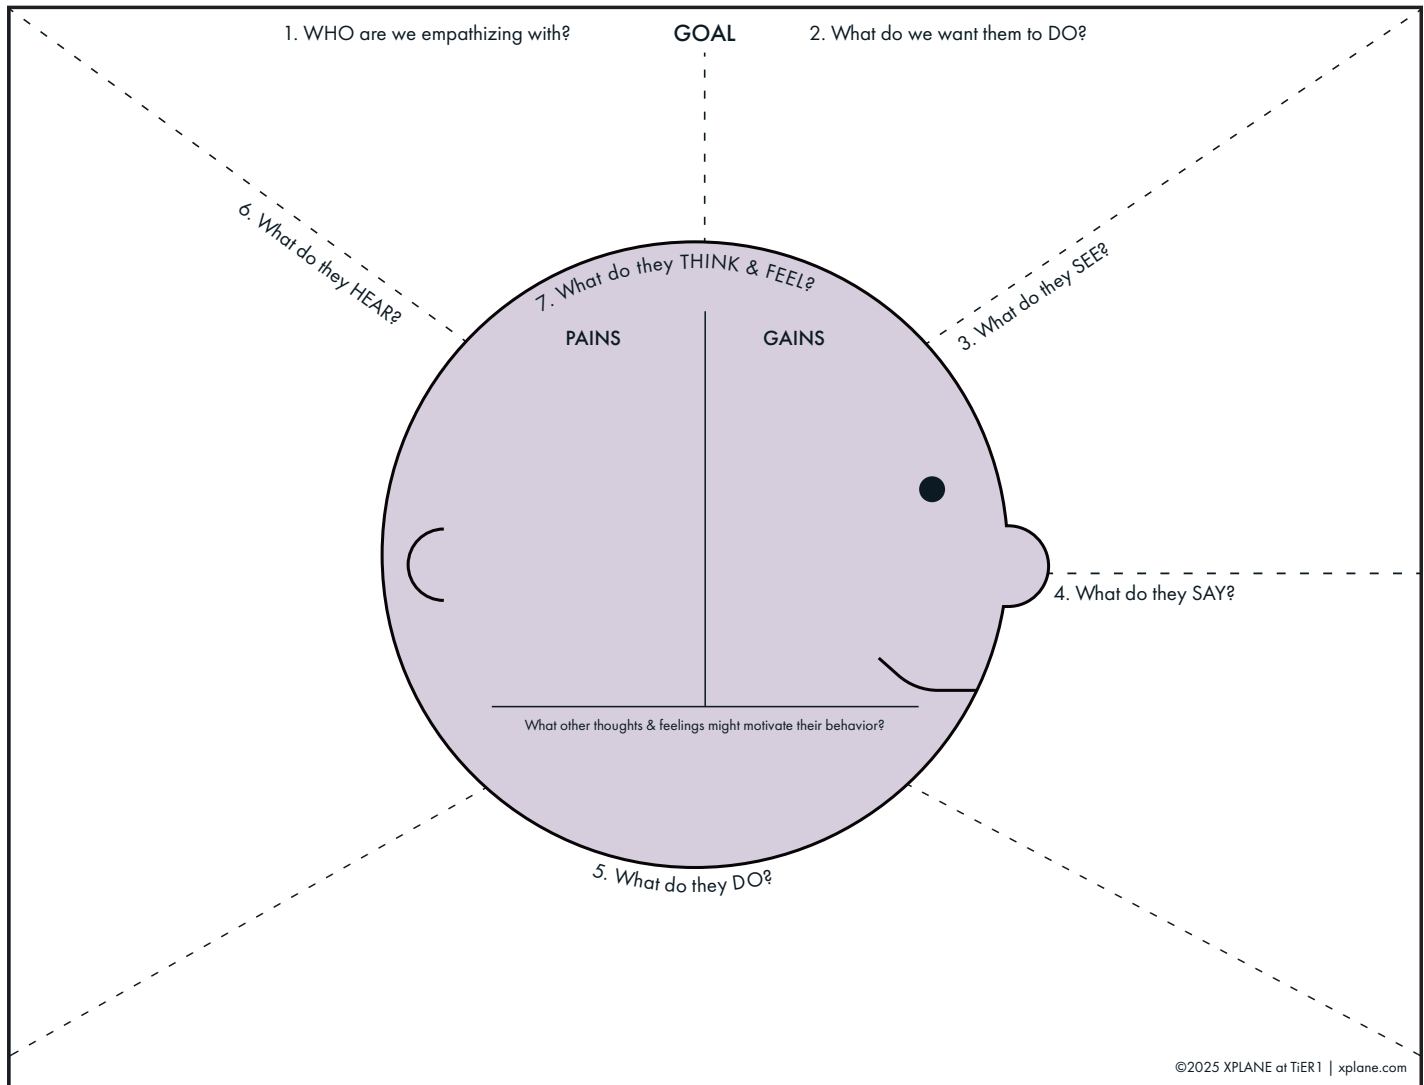 1. WHO are we empathizing with?
GOAL
2. What do we want them to DO?
3. What do they SEE?
4. What do they SAY?
5. What do they DO?
6. What do they HEAR?
7. What do they THINK & FEEL?
PAINS
GAINS
What other thoughts & feelings might motivate their behavior?
©2025 XPLANE at TiER1 | xplane.com